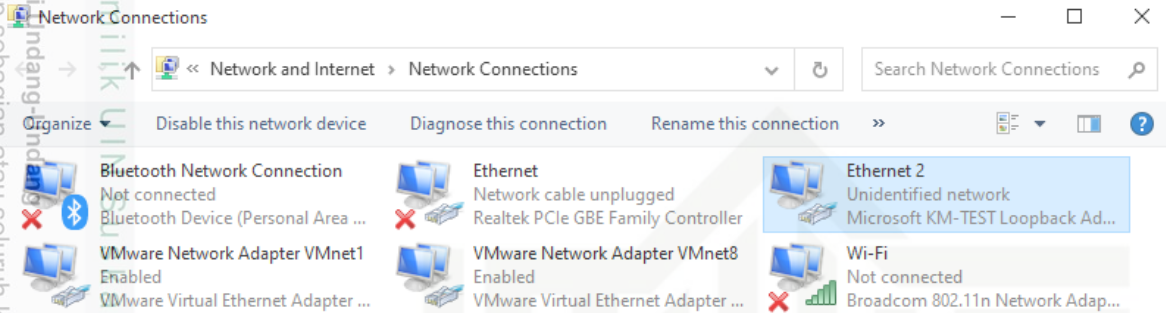 Network Connections
« Network and Internet › Network Connections
Search Network Connections
Organize
Disable this network device
Diagnose this connection
Rename this connection
»
?
Bluetooth Network Connection
Not connected
Bluetooth Device (Personal Area ...
Ethernet
Network cable unplugged
Realtek PCIe GBE Family Controller
Ethernet 2
Unidentified network
Microsoft KM-TEST Loopback Ad...
VMware Network Adapter VMnet1
Enabled
VMware Virtual Ethernet Adapter ...
VMware Network Adapter VMnet8
Enabled
VMware Virtual Ethernet Adapter ...
Wi-Fi
Not connected
Broadcom 802.11n Network Adap...
milik UIN Su